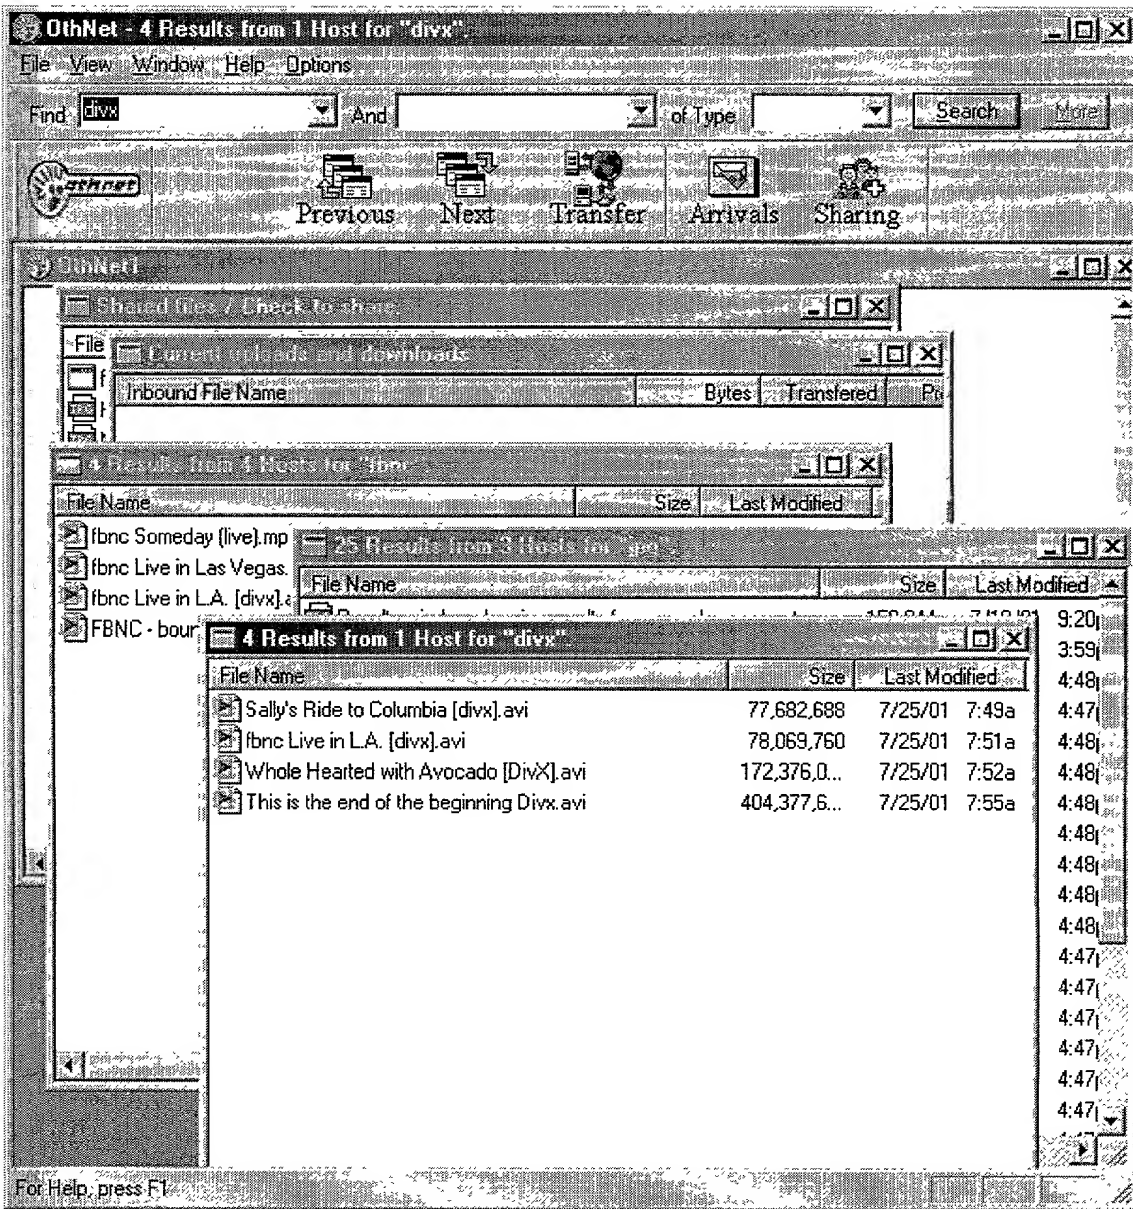 OthNet - 4 Results from 1 Host for "divx".
File View Window Help Options
Find divx And of Type Search More
othnet
Previous Next Transfer Arrivals Sharing
OthNet1
Shared files / Check to share.
File
Current uploads and downloads
Inbound File Name Bytes Transfered
4 Results from 4 Hosts for "fbnc
File Name Size Last Modified
fbnc Someday (live).mp
fbnc Live in Las Vegas.
fbnc Live in L.A. [divx].
FBNC - bour
25 Results from 3 Hosts for "jpg".
File Name Size Last Modified
9:20
3:59
4:48
4:47
4:48
4:48
4:48
4:48
4:48
4:48
4:48
4:47
4:47
4:47
4:47
4:47
4:47
4 Results from 1 Host for "divx".
File Name Size Last Modified
Sally's Ride to Columbia [divx].avi 77,682,688 7/25/01 7:49a
fbnc Live in L.A. [divx].avi 78,069,760 7/25/01 7:51a
Whole Hearted with Avocado [DivX].avi 172,376,0... 7/25/01 7:52a
This is the end of the beginning Divx.avi 404,377,6... 7/25/01 7:55a
For Help, press F1